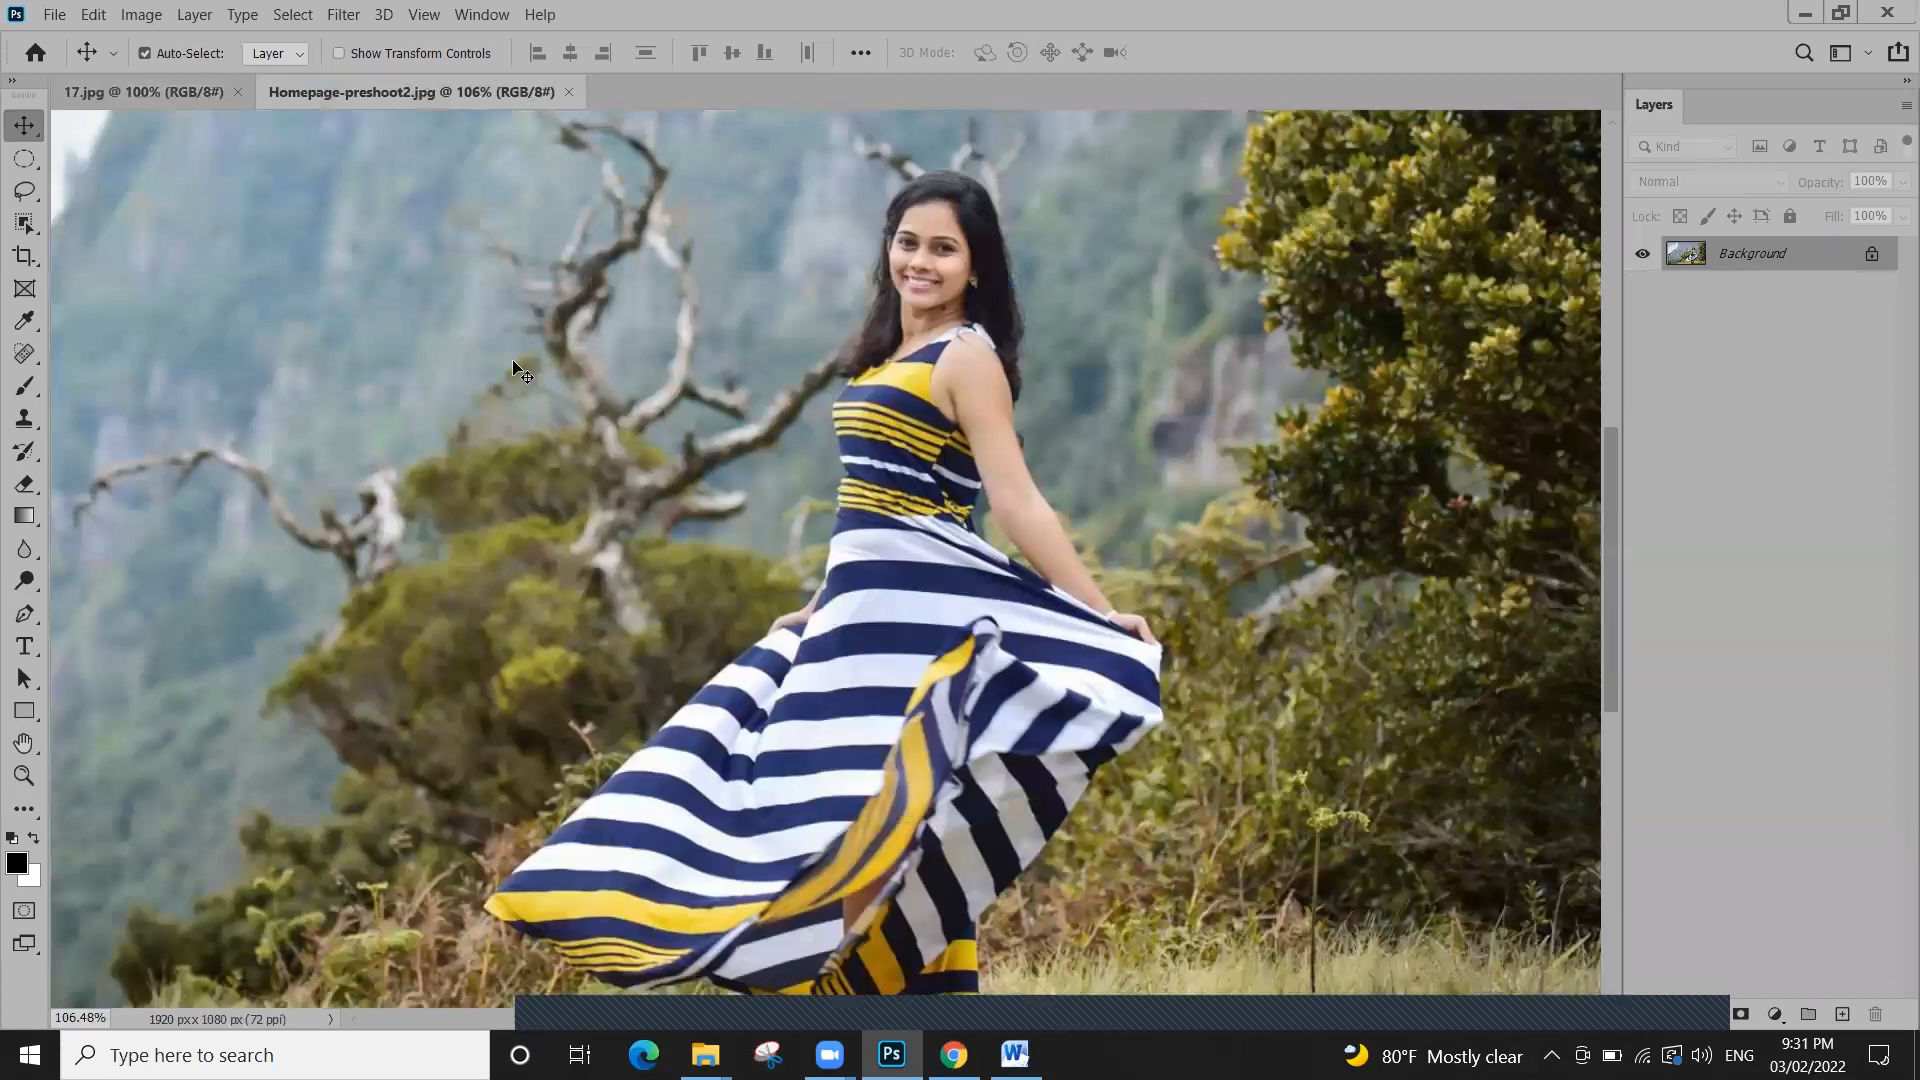 Ps File Edit Image Layer Type Select Filter 3D View Window Help
Auto-Select: Layer Show Transform Controls 3D Mode:
17.jpg @ 100% (RGB/8#) × Homepage-preshoot2.jpg @ 106% (RGB/8#) ×
Layers
Kind
Normal Opacity: 100%
Lock: Fill: 100%
Background
T
106.48% 1920 px x 1080 px (72 ppi)
Type here to search
Ps
W
80°F Mostly clear
ENG
9:31 PM
03/02/2022